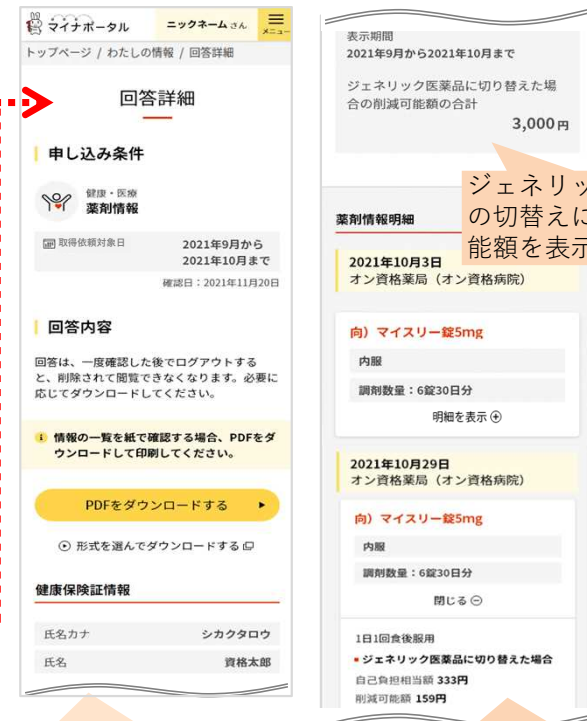 マイナポータル
ニックネーム さん
メニュー
トップページ / わたしの情報 / 回答詳細
回答詳細
申し込み条件
健康・医療
薬剤情報
取得依頼対象日
2021年9月から
2021年10月まで
確認日：2021年11月20日
回答内容
回答は、一度確認した後でログアウトする
と、削除されて閲覧できなくなります。必要に
応じてダウンロードしてください。
情報の一覧を紙で確認する場合、PDFをダ
ウンロードして印刷してください。
PDFをダウンロードする
形式を選んでダウンロードする
健康保険証情報
氏名カナ
シカクタロウ
氏名
資格太郎
表示期間
2021年9月から2021年10月まで
ジェネリック医薬品に切り替えた場
合の削減可能額の合計
3,000円
ジェネリッ
の切替えに
能額を表示
薬剤情報明細
2021年10月3日
オン資格薬局（オン資格病院）
向）マイスリー錠5mg
内服
調剤数量：6錠30日分
明細を表示
2021年10月29日
オン資格薬局（オン資格病院）
向）マイスリー錠5mg
内服
調剤数量：6錠30日分
閉じる
1日1回食後服用
ジェネリック医薬品に切り替えた場合
自己負担相当額 333円
削減可能額 159円